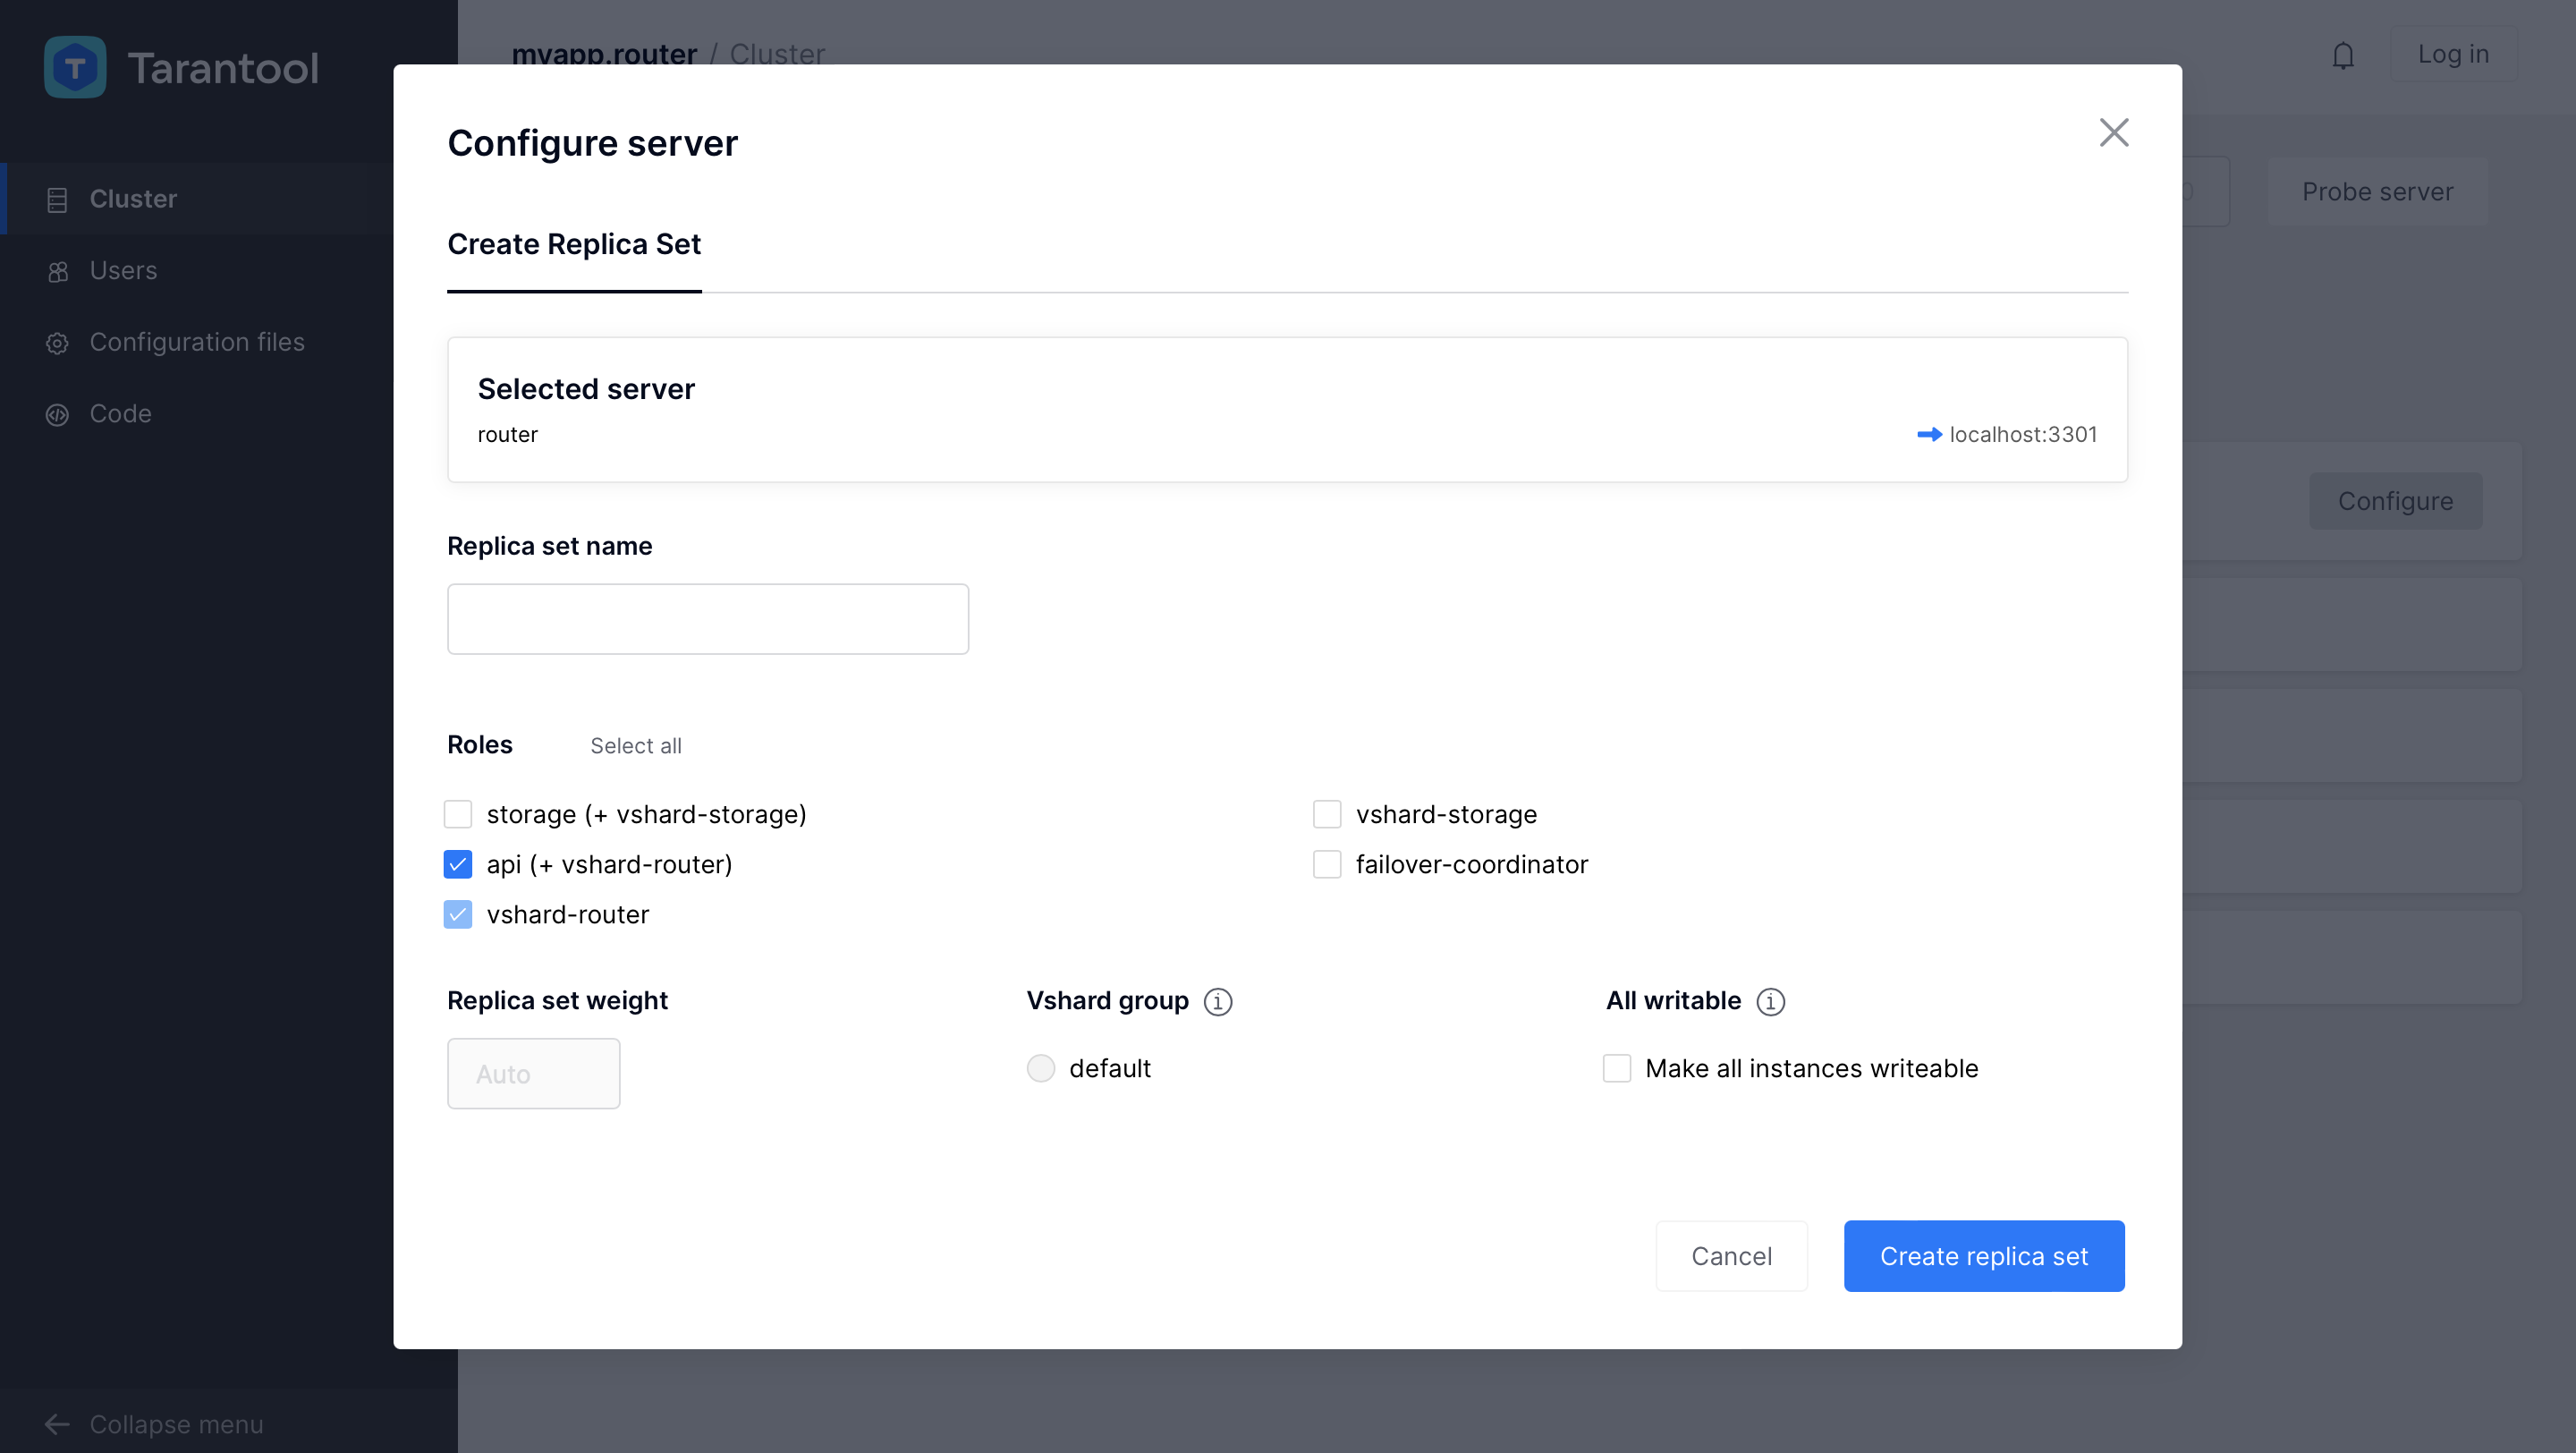 Tarantool
myapp.router / Cluster
Log in
Configure server
Cluster
Probe server
Create Replica Set
Users
Configuration files
Selected server
Code
router
localhost:3301
Configure
Replica set name
Roles
Select all
storage (+ vshard-storage)
vshard-storage
api (+ vshard-router)
failover-coordinator
vshard-router
Replica set weight
Vshard group
All writable
Auto
default
Make all instances writeable
Cancel
Create replica set
Collapse menu